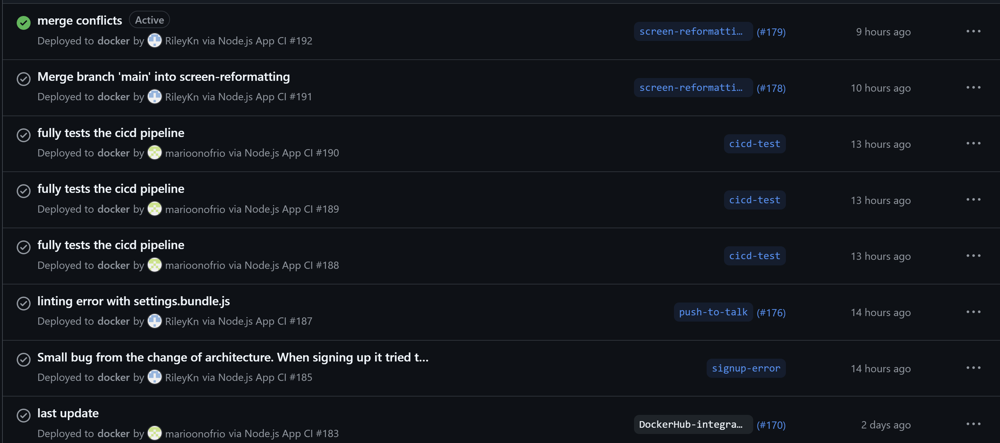 merge conflicts Active
Deployed to docker by RileyKn via Node.js App CI #192
screen-reformatti… (#179)
9 hours ago
Merge branch 'main' into screen-reformatting
Deployed to docker by RileyKn via Node.js App CI #191
screen-reformatti… (#178)
10 hours ago
fully tests the cicd pipeline
Deployed to docker by marioonofrio via Node.js App CI #190
cicd-test
13 hours ago
fully tests the cicd pipeline
Deployed to docker by marioonofrio via Node.js App CI #189
cicd-test
13 hours ago
fully tests the cicd pipeline
Deployed to docker by marioonofrio via Node.js App CI #188
cicd-test
13 hours ago
linting error with settings.bundle.js
Deployed to docker by RileyKn via Node.js App CI #187
push-to-talk (#176)
14 hours ago
Small bug from the change of architecture. When signing up it tried t…
Deployed to docker by RileyKn via Node.js App CI #185
signup-error
14 hours ago
last update
Deployed to docker by marioonofrio via Node.js App CI #183
DockerHub-integra… (#170)
2 days ago